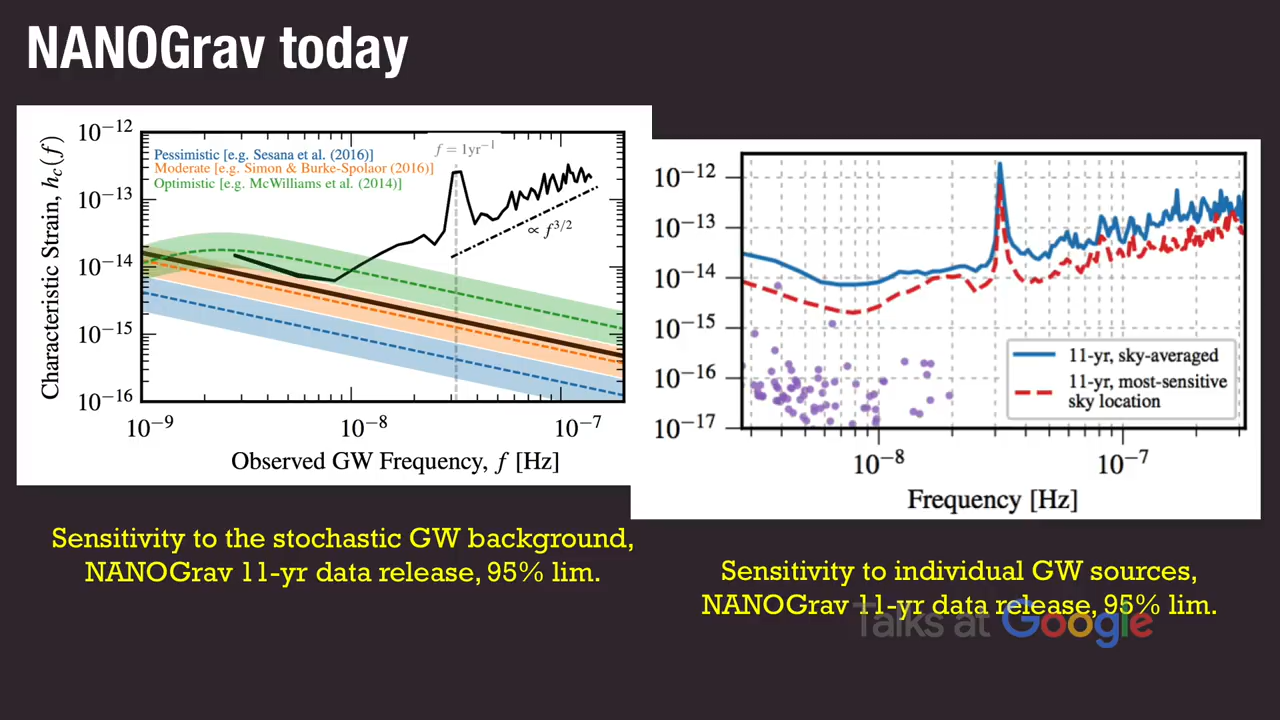 NANOGrav today
Characteristic Strain, h_c(f)
10⁻¹²
10⁻¹³
10⁻¹⁴
10⁻¹⁵
10⁻¹⁶
Pessimistic [e.g. Sesana et al. (2016)]
Moderate [e.g. Simon & Burke-Spolaor (2016)]
Optimistic [e.g. McWilliams et al. (2014)]
f = 1yr⁻¹
∝ f³/²
10⁻⁹ 10⁻⁸ 10⁻⁷
Observed GW Frequency, f [Hz]
10⁻¹²
10⁻¹³
10⁻¹⁴
10⁻¹⁵
10⁻¹⁶
10⁻¹⁷
11-yr, sky-averaged
11-yr, most-sensitive
sky location
10⁻⁸ 10⁻⁷
Frequency [Hz]
Sensitivity to the stochastic GW background,
NANOGrav 11-yr data release, 95% lim.
Sensitivity to individual GW sources,
NANOGrav 11-yr data release, 95% lim.
Talks at Google